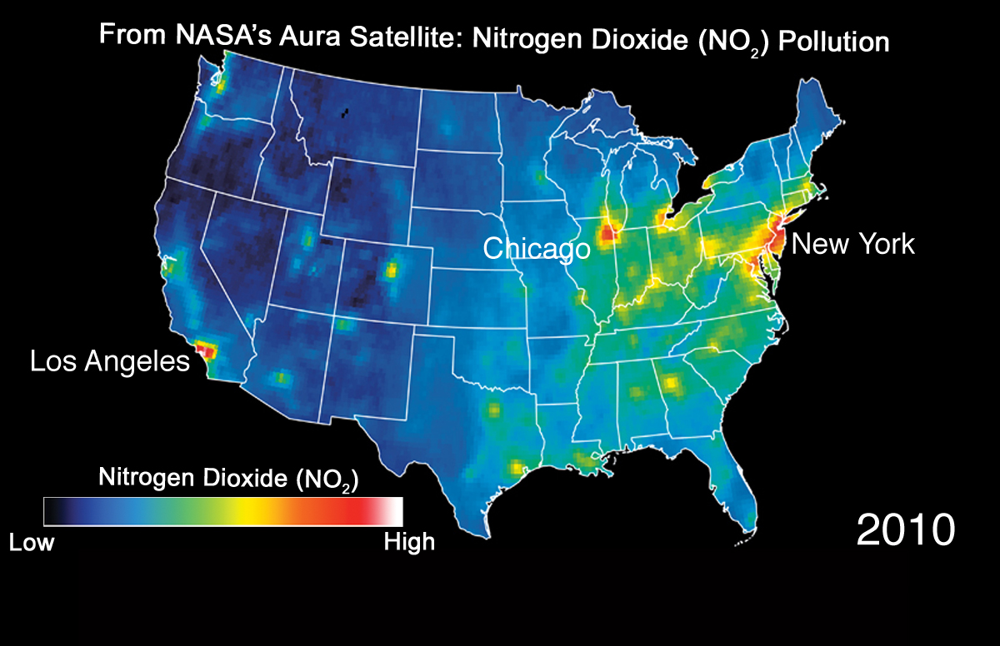 From NASA's Aura Satellite: Nitrogen Dioxide (NO₂) Pollution
Chicago
New York
Los Angeles
Nitrogen Dioxide (NO₂)
Low
High
2010